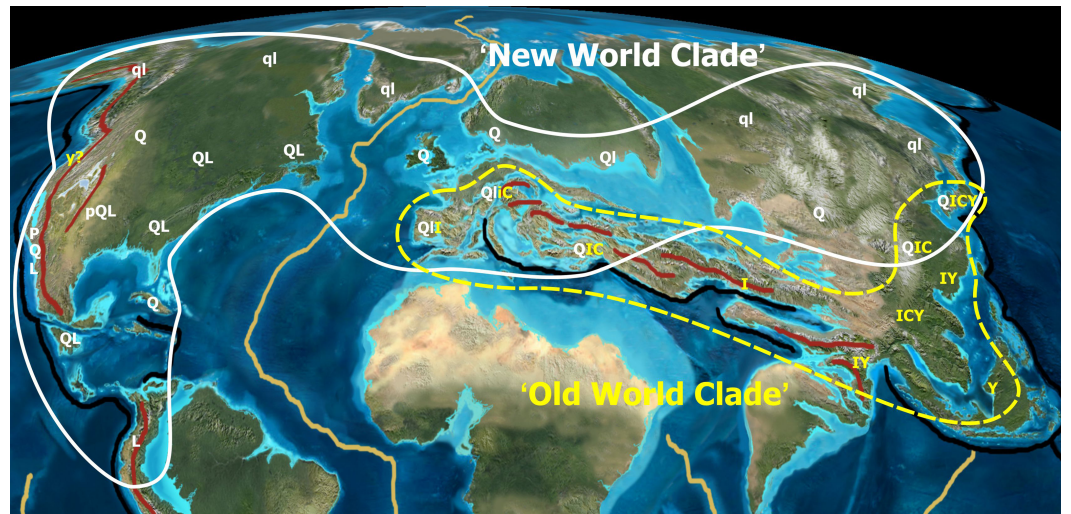 ‘New World Clade’
ql
ql
ql
ql
ql
ql
Q
Q
y?
QL
QL
Q
Ql
pQL
QliC
Q
QICY
P
Q
L
QL
QlI
QIC
QIC
I
IY
Q
ICY
QL
IY
‘Old World Clade’
Y
L